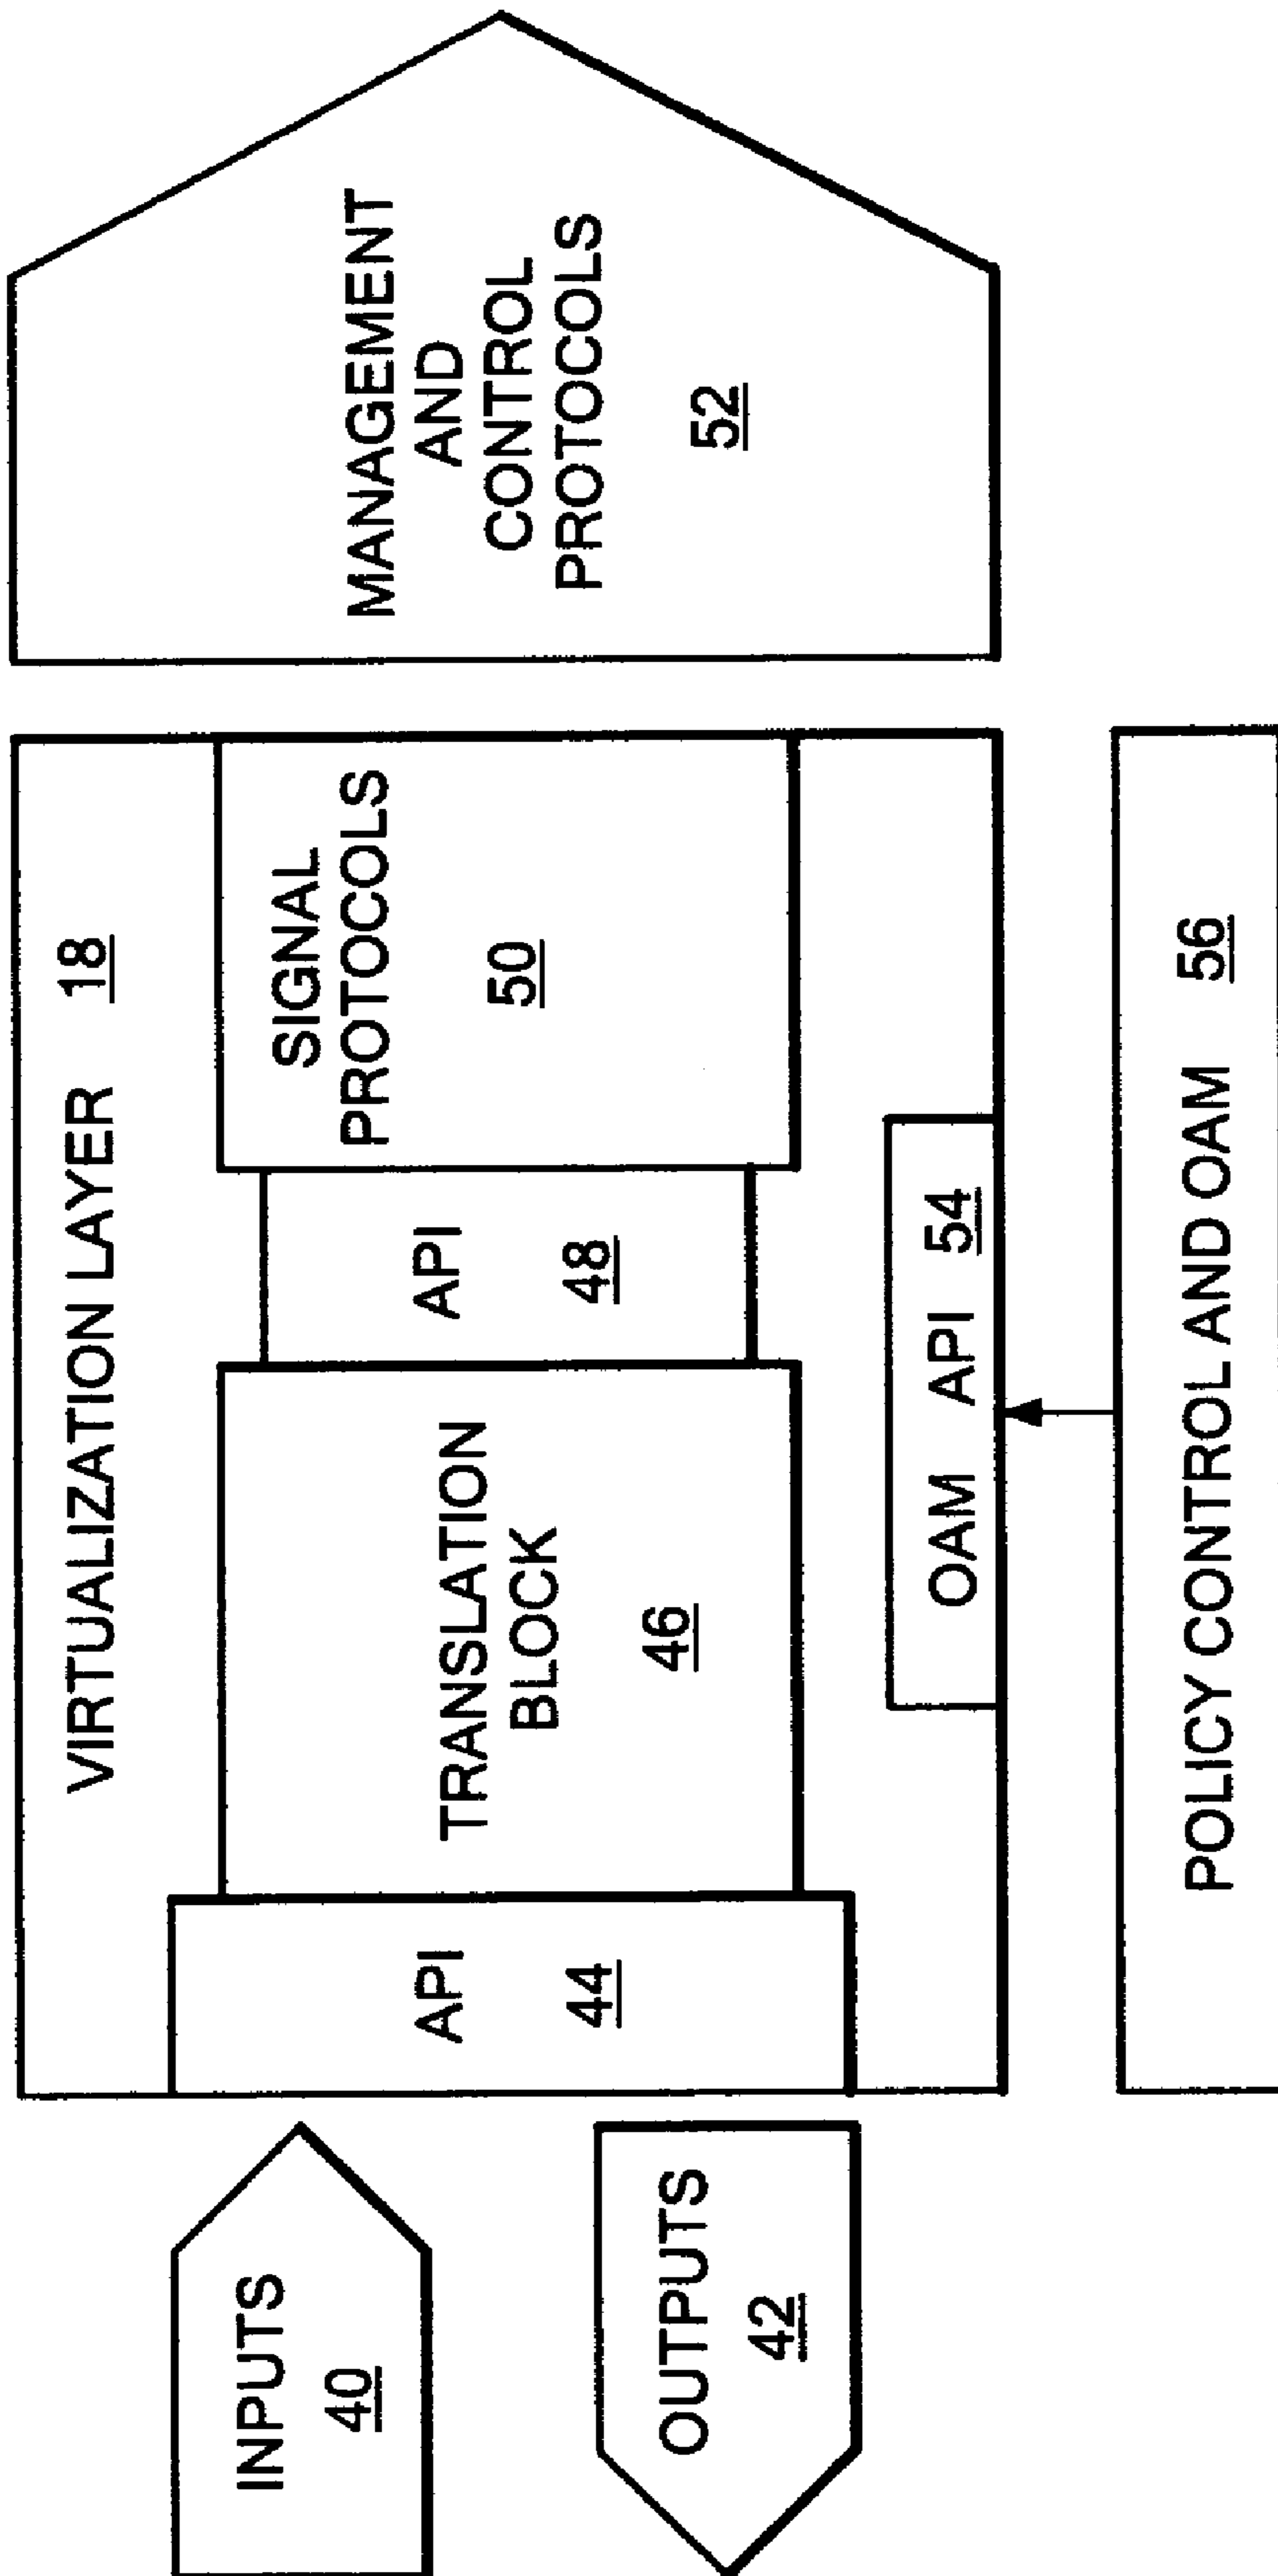 VIRTUALIZATION LAYER 18
INPUTS
40
OUTPUTS
42
API
44
TRANSLATION
BLOCK
46
API
48
SIGNAL
PROTOCOLS
50
MANAGEMENT
AND
CONTROL
PROTOCOLS
52
OAM API 54
POLICY CONTROL AND OAM 56